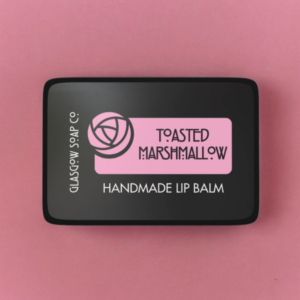 GLASGOW SOAP CO
TOASTED
MARSHMALLOW
HANDMADE LIP BALM